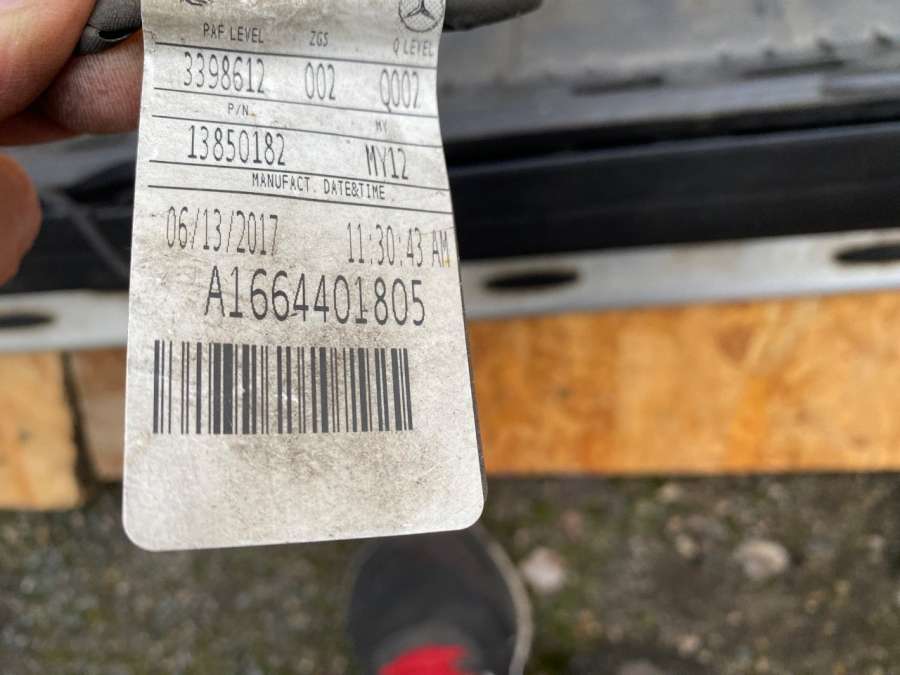 PAF LEVEL ZGS Q LEVEL
3398612 002 Q002
P/N MY
13850182 MY12
MANUFACT. DATE&TIME
06/13/2017 11:30:43 AM
A1664401805